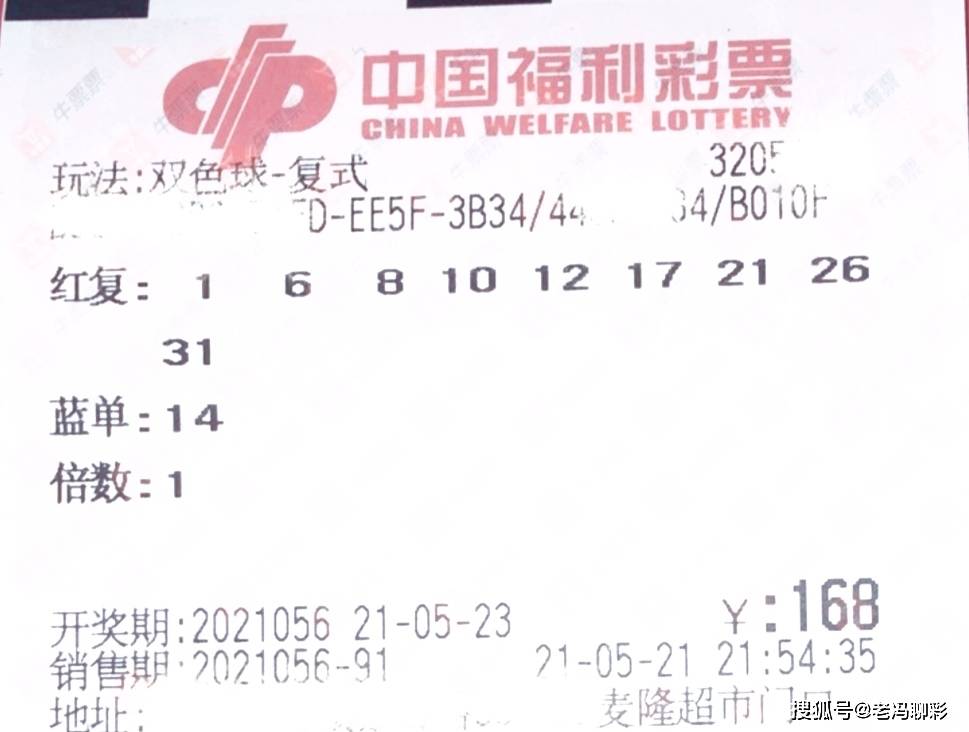 中国福利彩票
CHINA WELFARE LOTTERY
玩法:双色球-复式 3205
D-EE5F-3B34/44 34/B010H
红复: 1 6 8 10 12 17 21 26
31
蓝单: 14
倍数: 1
开奖期:2021056 21-05-23 ¥:168
销售期:2021056-91 21-05-21 21:54:35
地址: 麦隆超市门口
搜狐号@老冯聊彩